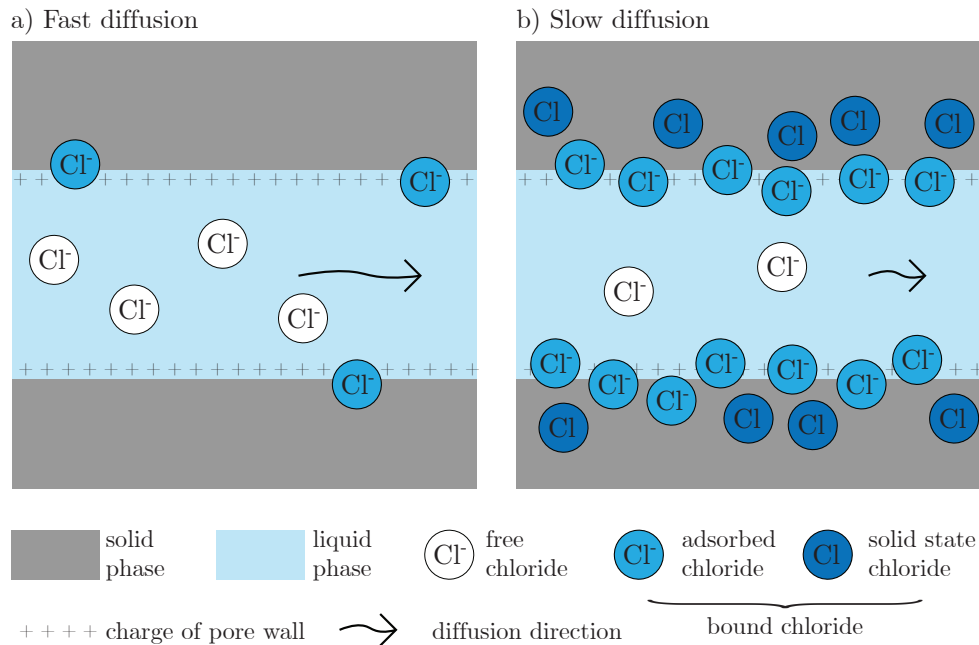 a) Fast diffusion
Cl⁻ Cl⁻
Cl⁻ Cl⁻
Cl⁻ Cl⁻
Cl⁻
b) Slow diffusion
Cl Cl Cl Cl Cl
Cl⁻ Cl⁻ Cl⁻ Cl⁻ Cl⁻ Cl⁻
Cl⁻ Cl⁻
Cl⁻ Cl⁻ Cl⁻ Cl⁻ Cl⁻ Cl⁻ Cl⁻
Cl Cl Cl Cl
solid
phase
liquid
phase
Cl⁻
free
chloride
Cl⁻
adsorbed
chloride
Cl
solid state
chloride
++++ charge of pore wall
diffusion direction
bound chloride